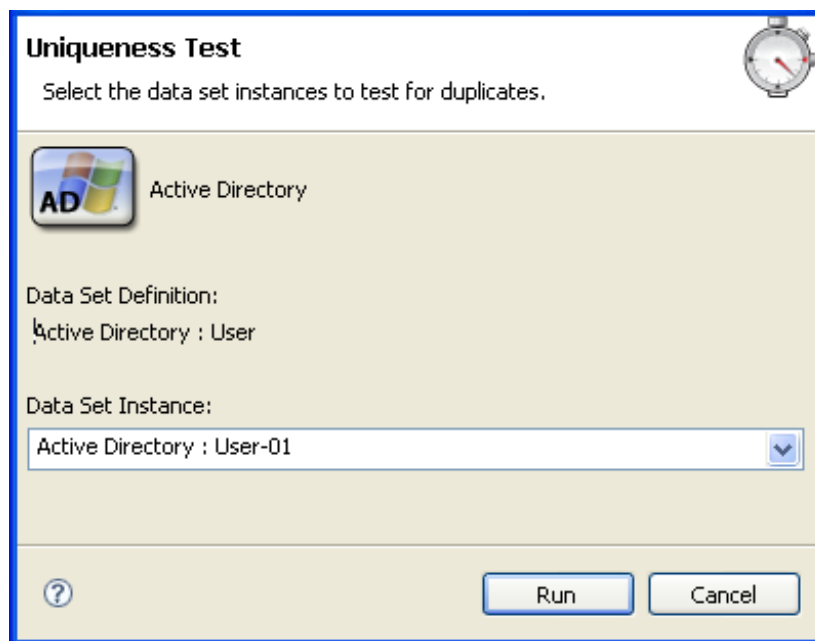 Uniqueness Test
Select the data set instances to test for duplicates.
AD
Active Directory
Data Set Definition:
Active Directory : User
Data Set Instance:
Active Directory : User-01
?
Run
Cancel